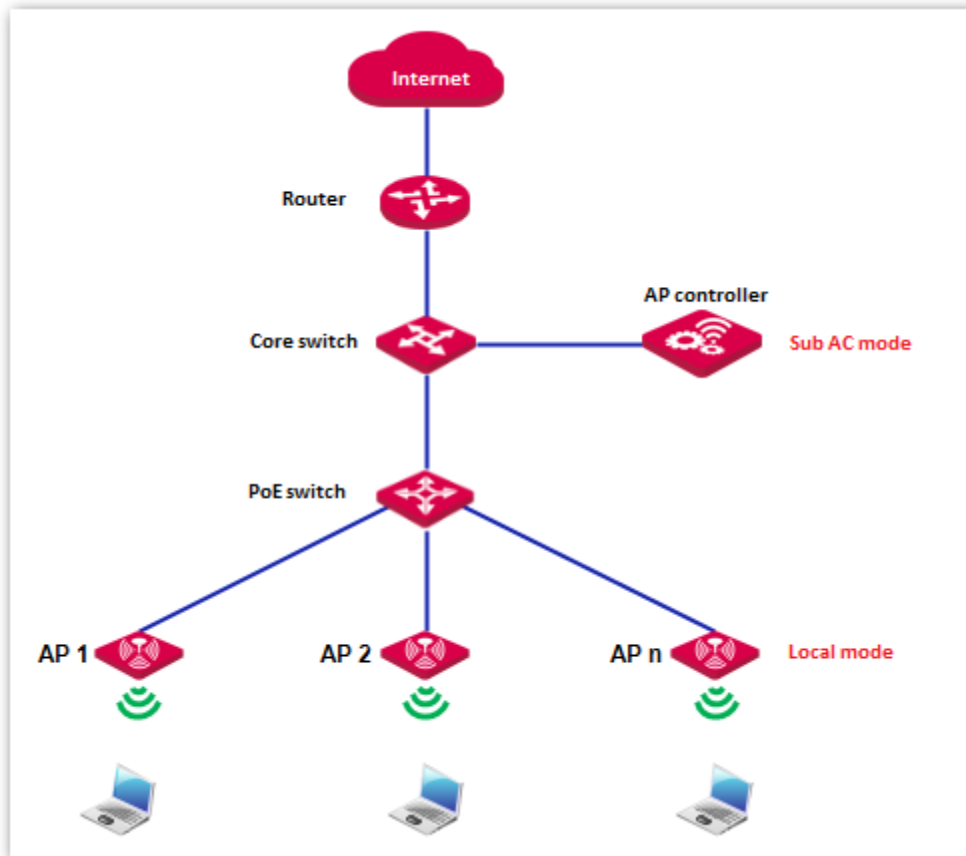 Internet
Router
AP controller
Core switch
Sub AC mode
PoE switch
AP 1
AP 2
AP n
Local mode